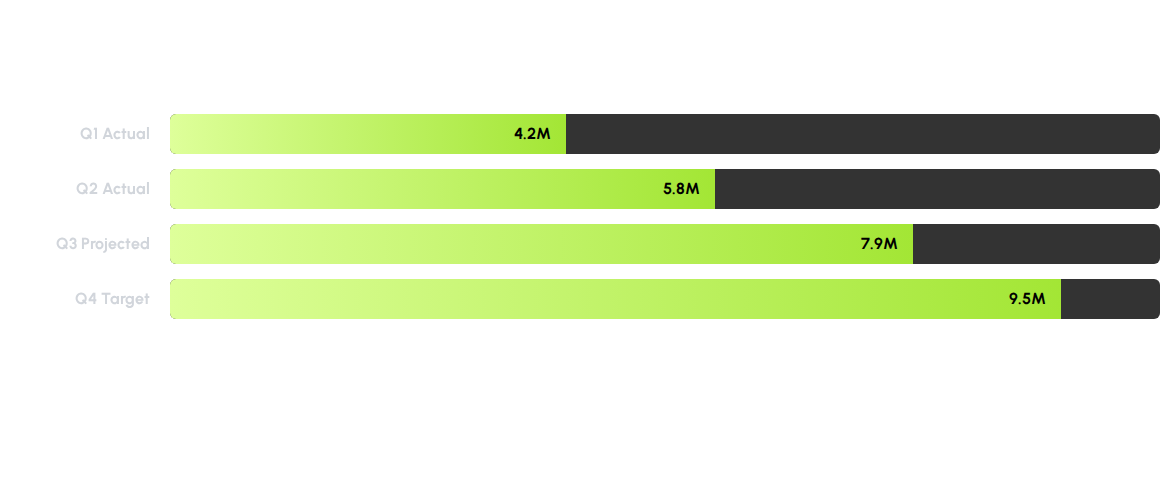 Q1 Actual 4.2M
Q2 Actual 5.8M
Q3 Projected 7.9M
Q4 Target 9.5M